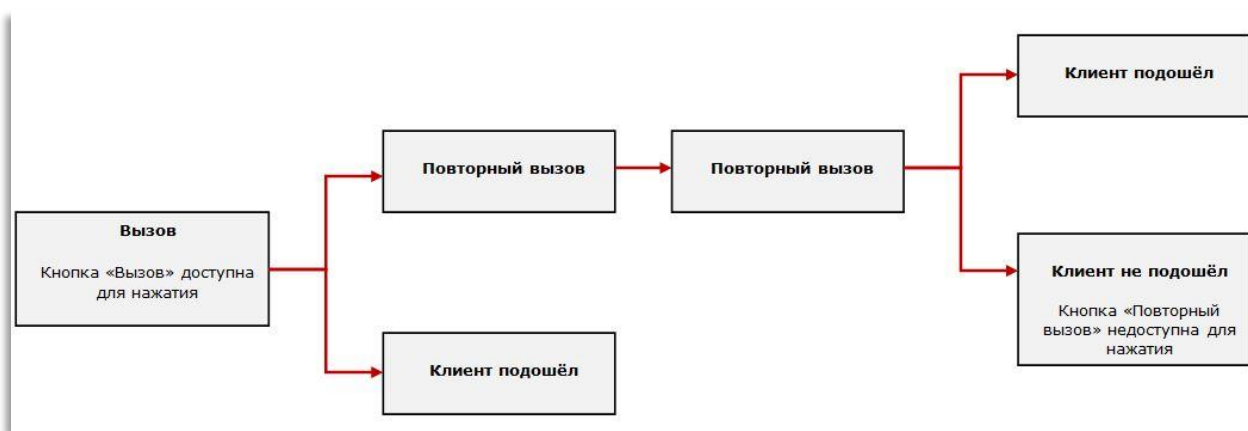 Клиент подошёл
Повторный вызов
Повторный вызов
Вызов
Кнопка «Вызов» доступна
для нажатия
Клиент не подошёл
Кнопка «Повторный
вызов» недоступна для
нажатия
Клиент подошёл